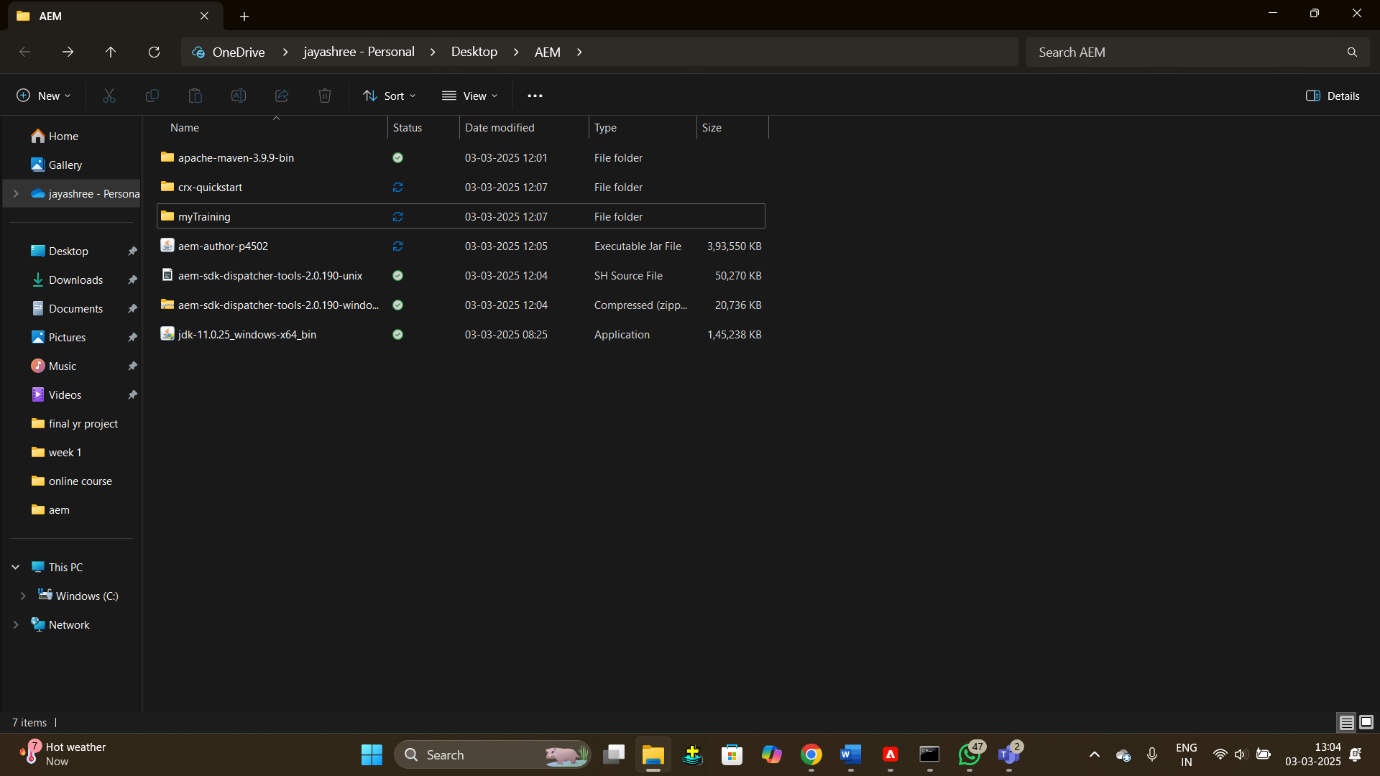 AEM
OneDrive > jayashree - Personal > Desktop > AEM >
Search AEM
New
Sort
View
Details
Name Status Date modified Type Size
apache-maven-3.9.9-bin 03-03-2025 12:01 File folder
crx-quickstart 03-03-2025 12:07 File folder
myTraining 03-03-2025 12:07 File folder
aem-author-p4502 03-03-2025 12:05 Executable Jar File 3,93,550 KB
aem-sdk-dispatcher-tools-2.0.190-unix 03-03-2025 12:04 SH Source File 50,270 KB
aem-sdk-dispatcher-tools-2.0.190-windo... 03-03-2025 12:04 Compressed (zipp... 20,736 KB
jdk-11.0.25_windows-x64_bin 03-03-2025 08:25 Application 1,45,238 KB
Home
Gallery
jayashree - Persona
Desktop
Downloads
Documents
Pictures
Music
Videos
final yr project
week 1
online course
aem
This PC
Windows (C:)
Network
7 items
7
Hot weather
Now
Search
47
2
ENG
IN
13:04
03-03-2025